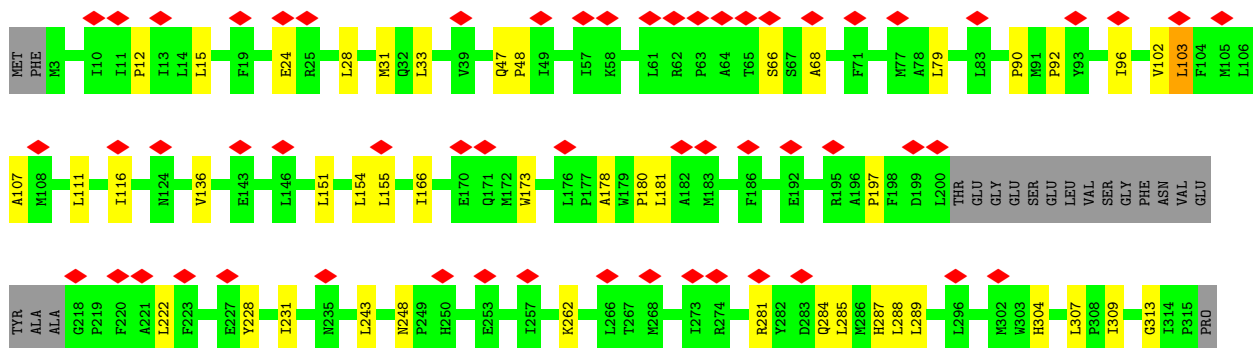 MET PHE M3 I10 I11 P12 I13 L14 L15 F19 E24 R25 L28 M31 Q32 L33 V39 Q47 P48 I49 I57 K58 L61 R62 P63 A64 T65 S66 S67 A68 F71 M77 A78 L79 L83 P90 M91 P92 Y93 I96 V102 L103 F104 M105 L106
A107 M108 L111 I116 N124 V136 E143 L146 L151 L154 L155 I166 E170 Q171 M172 W173 L176 P177 A178 W179 P180 L181 A182 M183 F186 E192 R195 A196 P197 F198 D199 L200 THR GLU GLY GLU SER GLU LEU VAL SER GLY PHE ASN VAL GLU
TYR ALA ALA G218 P219 F220 A221 L222 F223 E227 Y228 I231 N235 L243 N248 P249 H250 E253 I257 K262 L266 T267 M268 I273 R274 R281 Y282 D283 Q284 L285 M286 H287 L288 L289 L296 M302 W303 H304 L307 P308 I309 G313 I314 P315 PRO